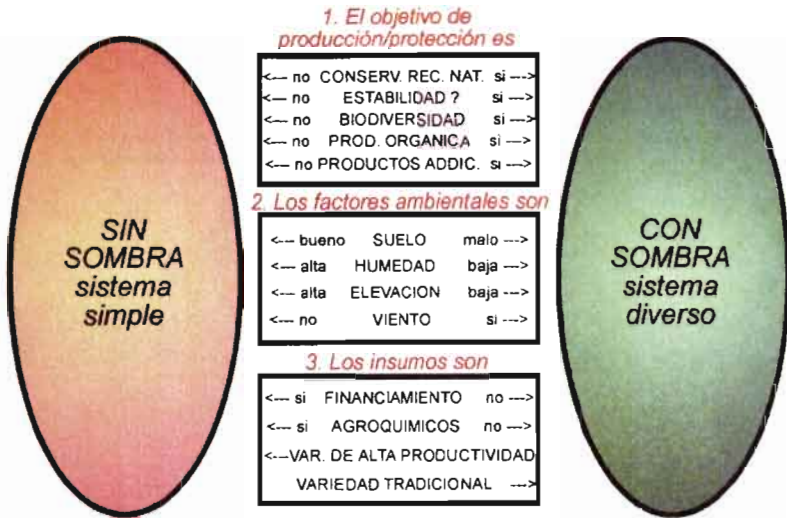 1. El objetivo de
producción/protección es
<--- no CONSERV. REC. NAT. si --->
<--- no ESTABILIDAD ? si --->
<--- no BIODIVERSIDAD si --->
<--- no PROD. ORGANICA si --->
<--- no PRODUCTOS ADDIC. si --->
2. Los factores ambientales son
<--- bueno SUELO malo --->
<--- alta HUMEDAD baja --->
<--- alta ELEVACION baja --->
<--- no VIENTO si --->
3. Los insumos son
<--- si FINANCIAMIENTO no --->
<--- si AGROQUIMICOS no --->
<---VAR. DE ALTA PRODUCTIVIDAD
VARIEDAD TRADICIONAL --->
SIN
SOMBRA
sistema
simple
CON
SOMBRA
sistema
diverso